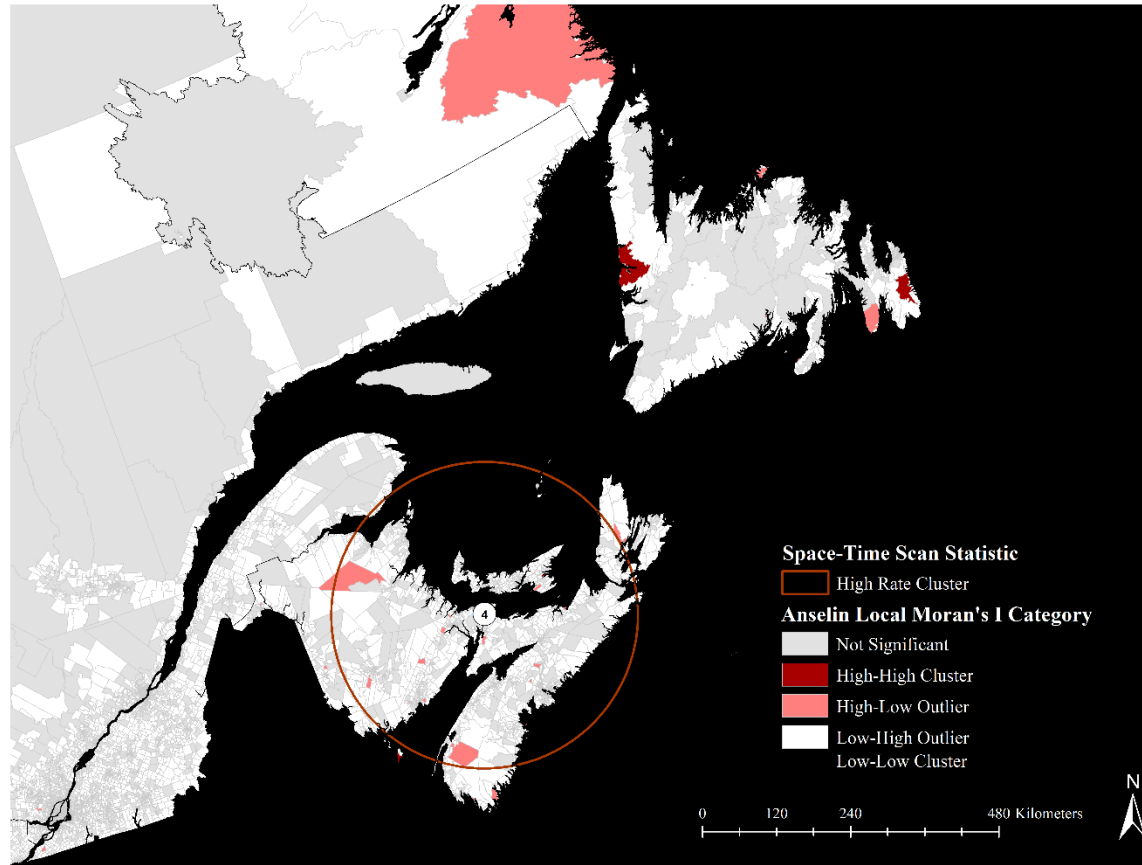 4
Space-Time Scan Statistic
High Rate Cluster
Anselin Local Moran's I Category
Not Significant
High-High Cluster
High-Low Outlier
Low-High Outlier
Low-Low Cluster
N
0 120 240 480 Kilometers